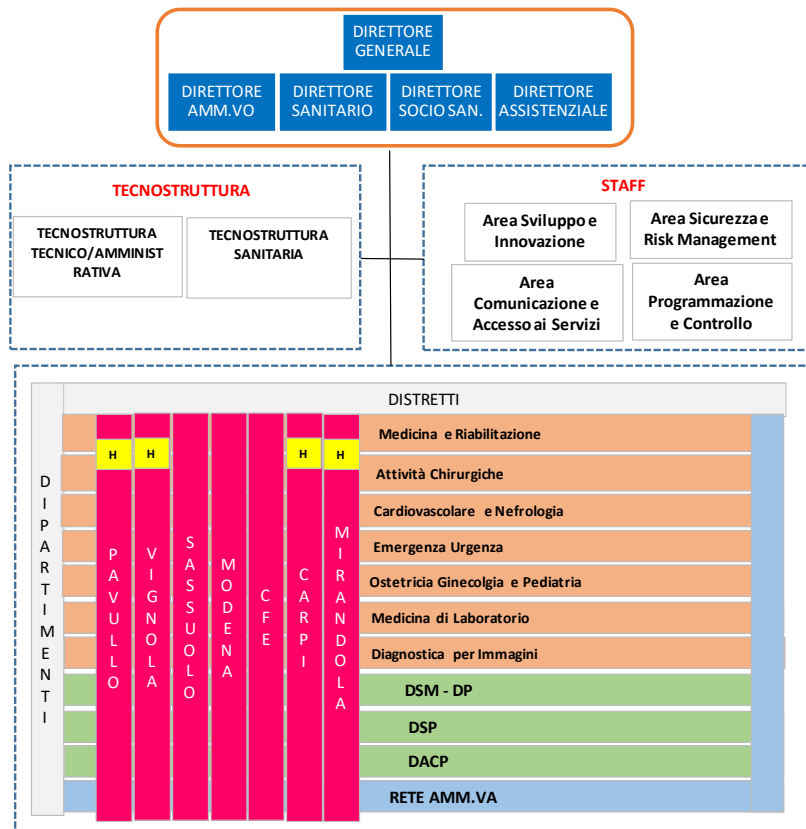 DIRETTORE
GENERALE
DIRETTORE
AMM.VO
DIRETTORE
SANITARIO
DIRETTORE
SOCIO SAN.
DIRETTORE
ASSISTENZIALE
TECNOSTRUTTURA
TECNOSTRUTTURA
TECNICO/AMMINIST
RATIVA
TECNOSTRUTTURA
SANITARIA
STAFF
Area Sviluppo e
Innovazione
Area Sicurezza e
Risk Management
Area
Comunicazione e
Accesso ai Servizi
Area
Programmazione
e Controllo
DISTRETTI
DIPARTIMENTI
H
H
H
H
PAVULLO
VIGNOLA
SASSUOLO
MODENA
CFE
CARPI
MIRANDOLA
Medicina e Riabilitazione
Attività Chirurgiche
Cardiovascolare e Nefrologia
Emergenza Urgenza
Ostetricia Ginecolgia e Pediatria
Medicina di Laboratorio
Diagnostica per Immagini
DSM - DP
DSP
DACP
RETE AMM.VA